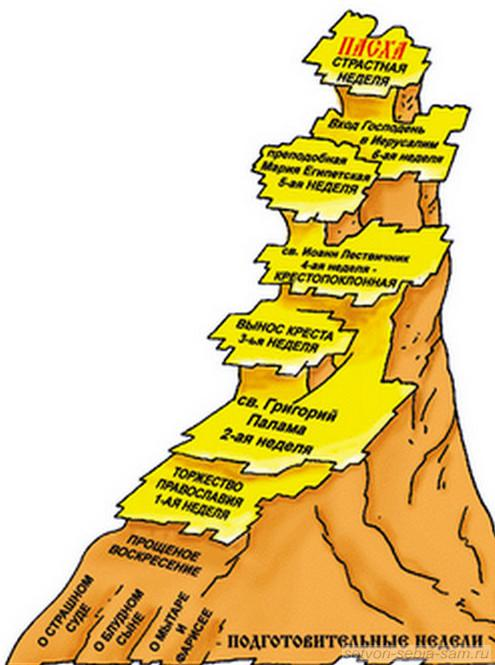 ПАСХА
СТРАСТНАЯ
НЕДЕЛЯ
Вход Господень
в Иерусалим
6-ая неделя
преподобная
Мария Египетская
5-ая НЕДЕЛЯ
св. Иоанн Лествичник
4-ая неделя -
КРЕСТОПОКЛОННАЯ
ВЫНОС КРЕСТА
3-ья НЕДЕЛЯ
св. Григорий
Палама
2-ая неделя
ТОРЖЕСТВО
ПРАВОСЛАВИЯ
1-АЯ НЕДЕЛЯ
ПРОЩЕНОЕ
ВОСКРЕСЕНИЕ
О СТРАШНОМ
СУДЕ
О БЛУДНОМ
СЫНЕ
О МЫТАРЕ
И
ФАРИСЕЕ
- ПОДГОТОВИТЕЛЬНЫЕ НЕДЕЛИ -
sotvori-sebia-sam.ru